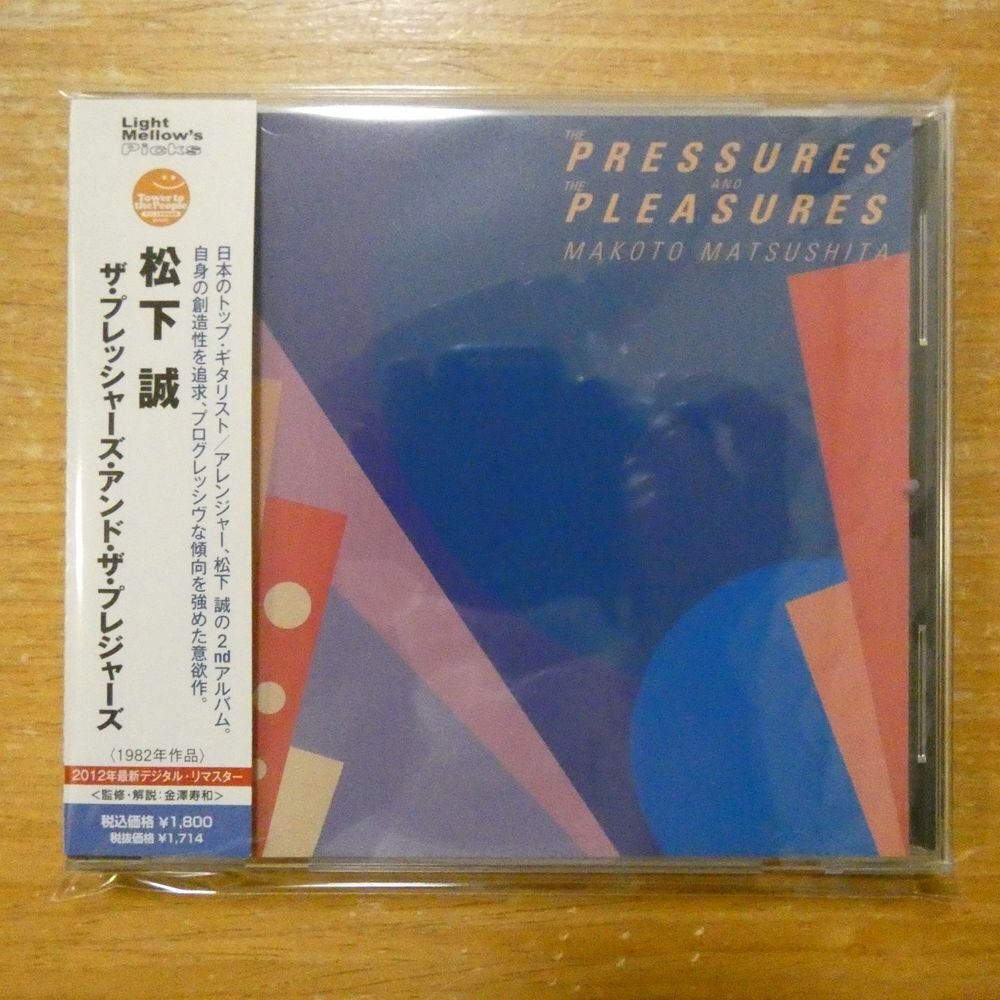 Light
Mellow's
Picks
Tower to
the People
松下 誠
ザ・プレッシャーズ・アンド・ザ・プレジャーズ
日本のトップ・ギタリスト/アレンジャー、松下 誠の2ndアルバム。
自身の創造性を追求、プログレッシヴな傾向を強めた意欲作。
〈1982年作品〉
2012年最新デジタル・リマスター
<監修・解説:金澤寿和>
税込価格 ¥1,800
税抜価格 ¥1,714
THE
PRESSURES
AND
THE
PLEASURES
MAKOTO MATSUSHITA